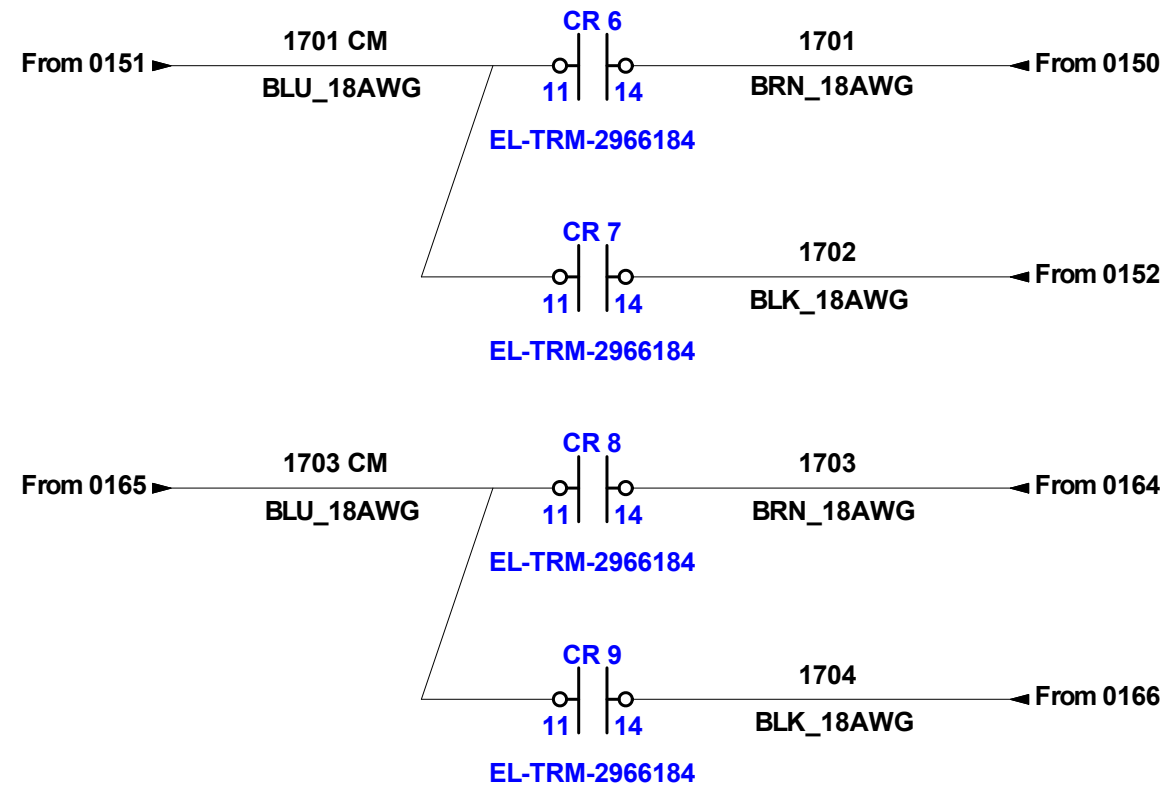 CR 6
From 0151 1701 CM 1701 From 0150
BLU_18AWG 11 14 BRN_18AWG
EL-TRM-2966184
CR 7
1702 From 0152
11 14 BLK_18AWG
EL-TRM-2966184
CR 8
From 0165 1703 CM 1703 From 0164
BLU_18AWG 11 14 BRN_18AWG
EL-TRM-2966184
CR 9
1704 From 0166
11 14 BLK_18AWG
EL-TRM-2966184